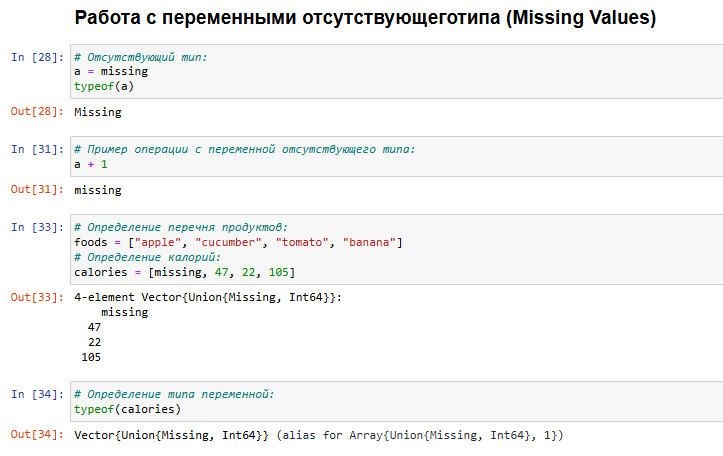 Работа с переменными отсутствующеготипа (Missing Values)
In [28]: # Отсутствующий тип:
a = missing
typeof(a)
Out[28]: Missing
In [31]: # Пример операции с переменной отсутствующего типа:
a + 1
Out[31]: missing
In [33]: # Определение перечня продуктов:
foods = ["apple", "cucumber", "tomato", "banana"]
# Определение калорий:
calories = [missing, 47, 22, 105]
Out[33]: 4-element Vector{Union{Missing, Int64}}:
missing
47
22
105
In [34]: # Определение типа переменной:
typeof(calories)
Out[34]: Vector{Union{Missing, Int64}} (alias for Array{Union{Missing, Int64}, 1})